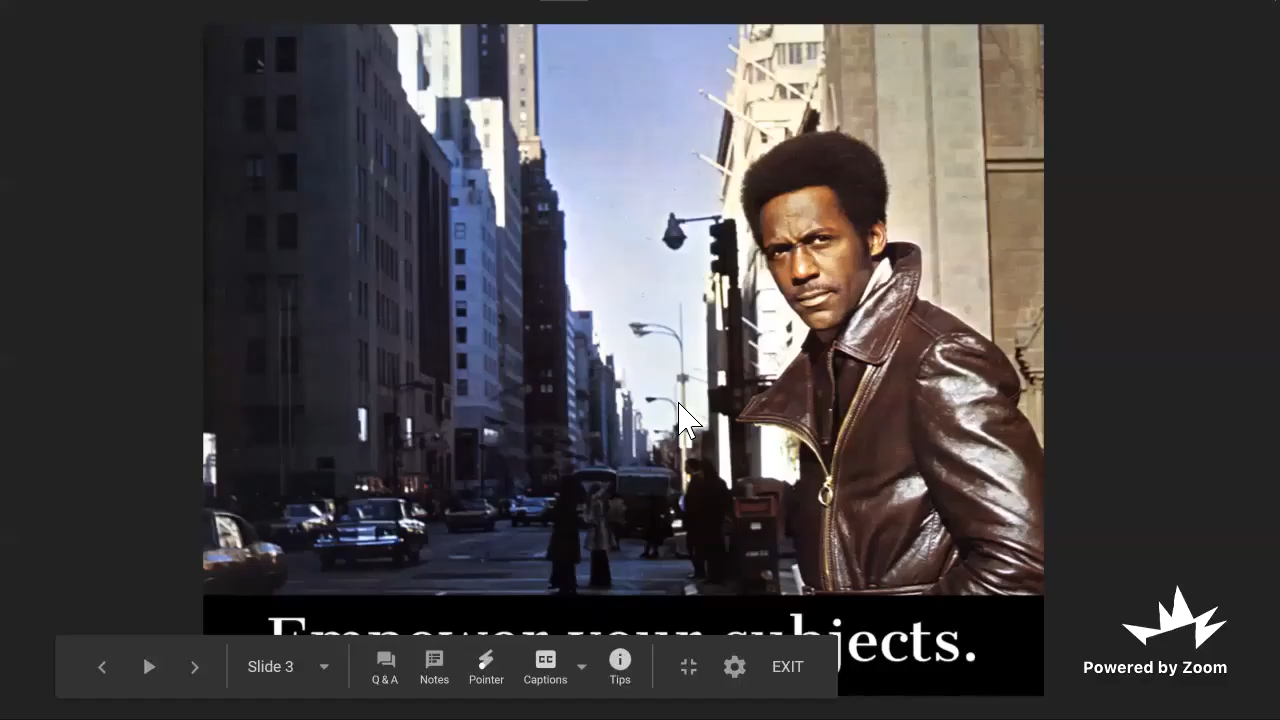 Empower your subjects.
Slide 3
Q & A
Notes
Pointer
CC
Captions
Tips
EXIT
Powered by Zoom